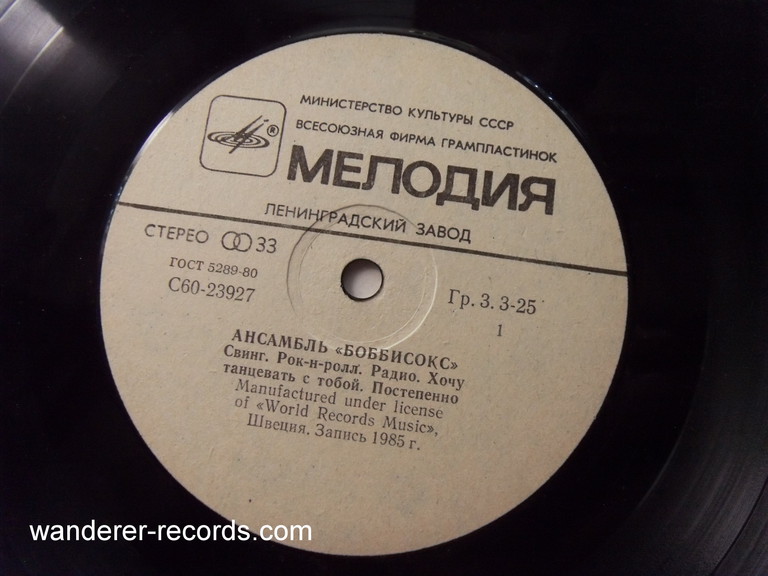 МИНИСТЕРСТВО КУЛЬТУРЫ СССР
ВСЕСОЮЗНАЯ ФИРМА ГРАМПЛАСТИНОК
®
МЕЛОДИЯ
ЛЕНИНГРАДСКИЙ ЗАВОД
СТЕРЕО 33
ГОСТ 5289-80
С60-23927
Гр. 3. 3-25
1
АНСАМБЛЬ «БОББИСОКС»
Свинг. Рок-н-ролл. Радио. Хочу
танцевать с тобой. Постепенно
Manufactured under license
of «World Records Music»,
Швеция. Запись 1985 г.
wanderer-records.com